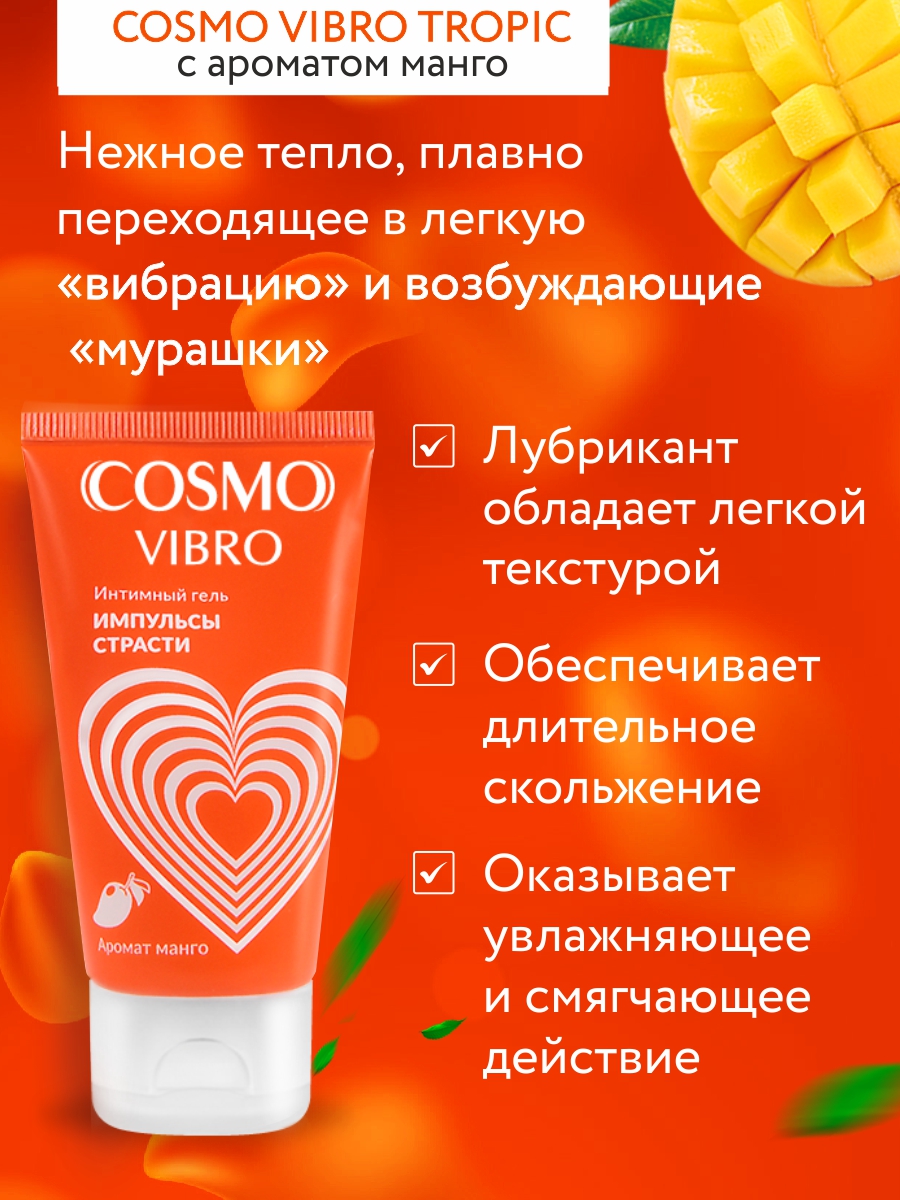 COSMO VIBRO TROPIC
с ароматом манго
Нежное тепло, плавно
переходящее в легкую
«вибрацию» и возбуждающие
«мурашки»
COSMO
VIBRO
Интимный гель
ИМПУЛЬСЫ
СТРАСТИ
Аромат манго
Лубрикант
обладает легкой
текстурой
Обеспечивает
длительное
скольжение
Оказывает
увлажняющее
и смягчающее
действие